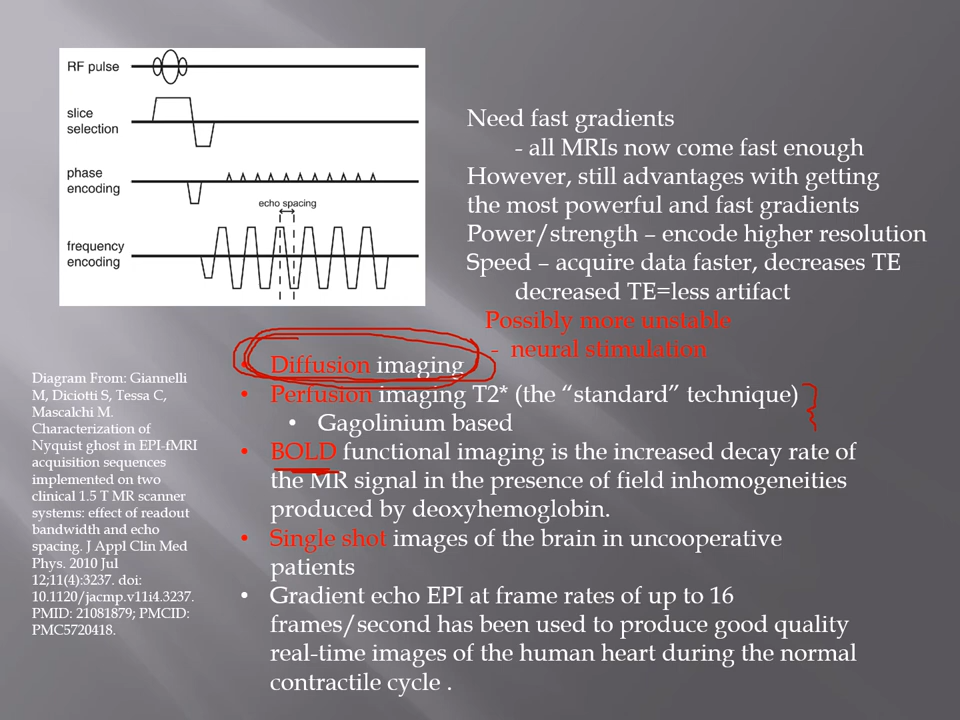 RF pulse
slice
selection
phase
encoding
echo spacing
frequency
encoding
Need fast gradients
- all MRIs now come fast enough
However, still advantages with getting
the most powerful and fast gradients
Power/strength – encode higher resolution
Speed – acquire data faster, decreases TE
decreased TE=less artifact
Possibly more unstable
- neural stimulation
• Diffusion imaging
• Perfusion imaging T2* (the “standard” technique)
• Gagolinium based
• BOLD functional imaging is the increased decay rate of
the MR signal in the presence of field inhomogeneities
produced by deoxyhemoglobin.
• Single shot images of the brain in uncooperative
patients
• Gradient echo EPI at frame rates of up to 16
frames/second has been used to produce good quality
real-time images of the human heart during the normal
contractile cycle .
Diagram From: Giannelli
M, Diciotti S, Tessa C,
Mascalchi M.
Characterization of
Nyquist ghost in EPI-fMRI
acquisition sequences
implemented on two
clinical 1.5 T MR scanner
systems: effect of readout
bandwidth and echo
spacing. J Appl Clin Med
Phys. 2010 Jul
12;11(4):3237. doi:
10.1120/jacmp.v11i4.3237.
PMID: 21081879; PMCID:
PMC5720418.